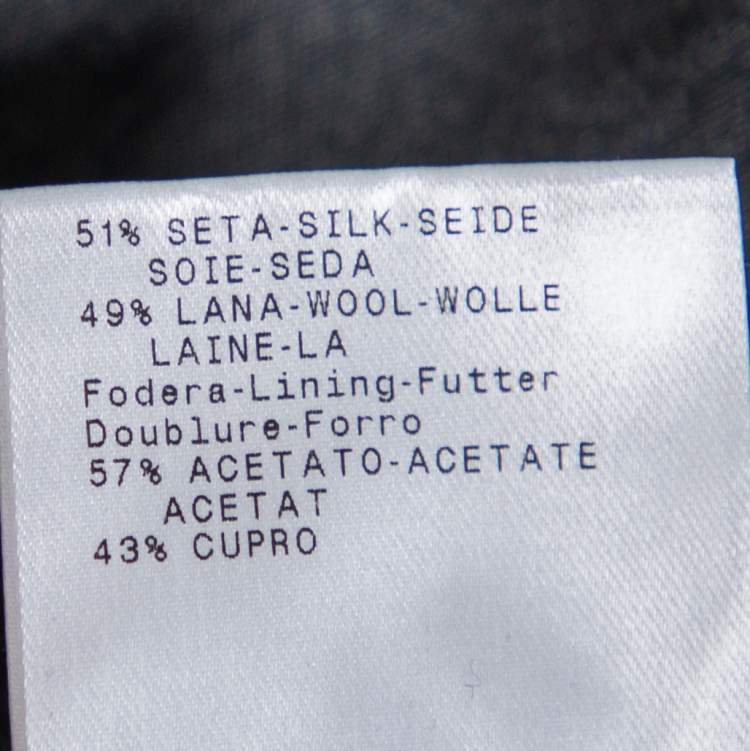 51% SETA-SILK-SEIDE
SOIE-SEDA
49% LANA-WOOL-WOLLE
LAINE-LA
Fodera-Lining-Futter
Doublure-Forro
57% ACETATO-ACETATE
ACETAT
43% CUPRO